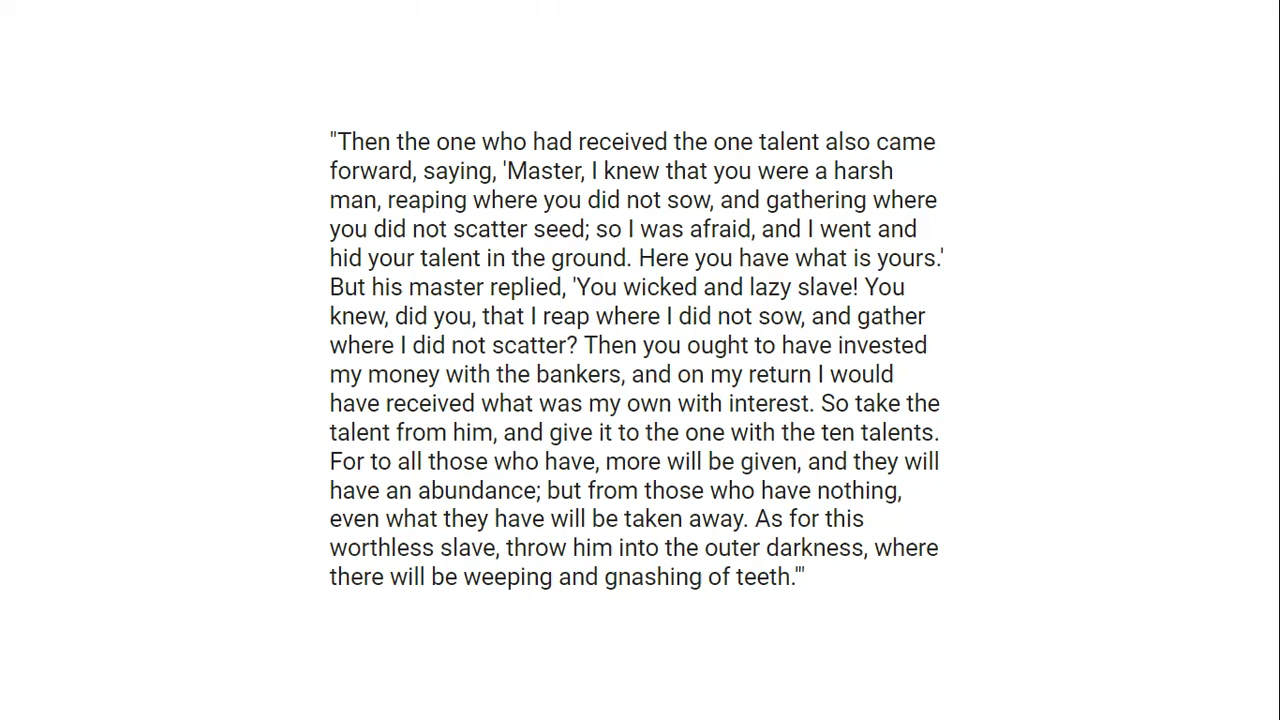 "Then the one who had received the one talent also came
forward, saying, 'Master, I knew that you were a harsh
man, reaping where you did not sow, and gathering where
you did not scatter seed; so I was afraid, and I went and
hid your talent in the ground. Here you have what is yours.'
But his master replied, 'You wicked and lazy slave! You
knew, did you, that I reap where I did not sow, and gather
where I did not scatter? Then you ought to have invested
my money with the bankers, and on my return I would
have received what was my own with interest. So take the
talent from him, and give it to the one with the ten talents.
For to all those who have, more will be given, and they will
have an abundance; but from those who have nothing,
even what they have will be taken away. As for this
worthless slave, throw him into the outer darkness, where
there will be weeping and gnashing of teeth.'"